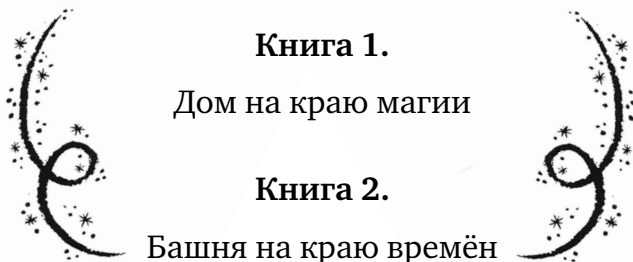 Книга 1.
Дом на краю магии
Книга 2.
Башня на краю времён